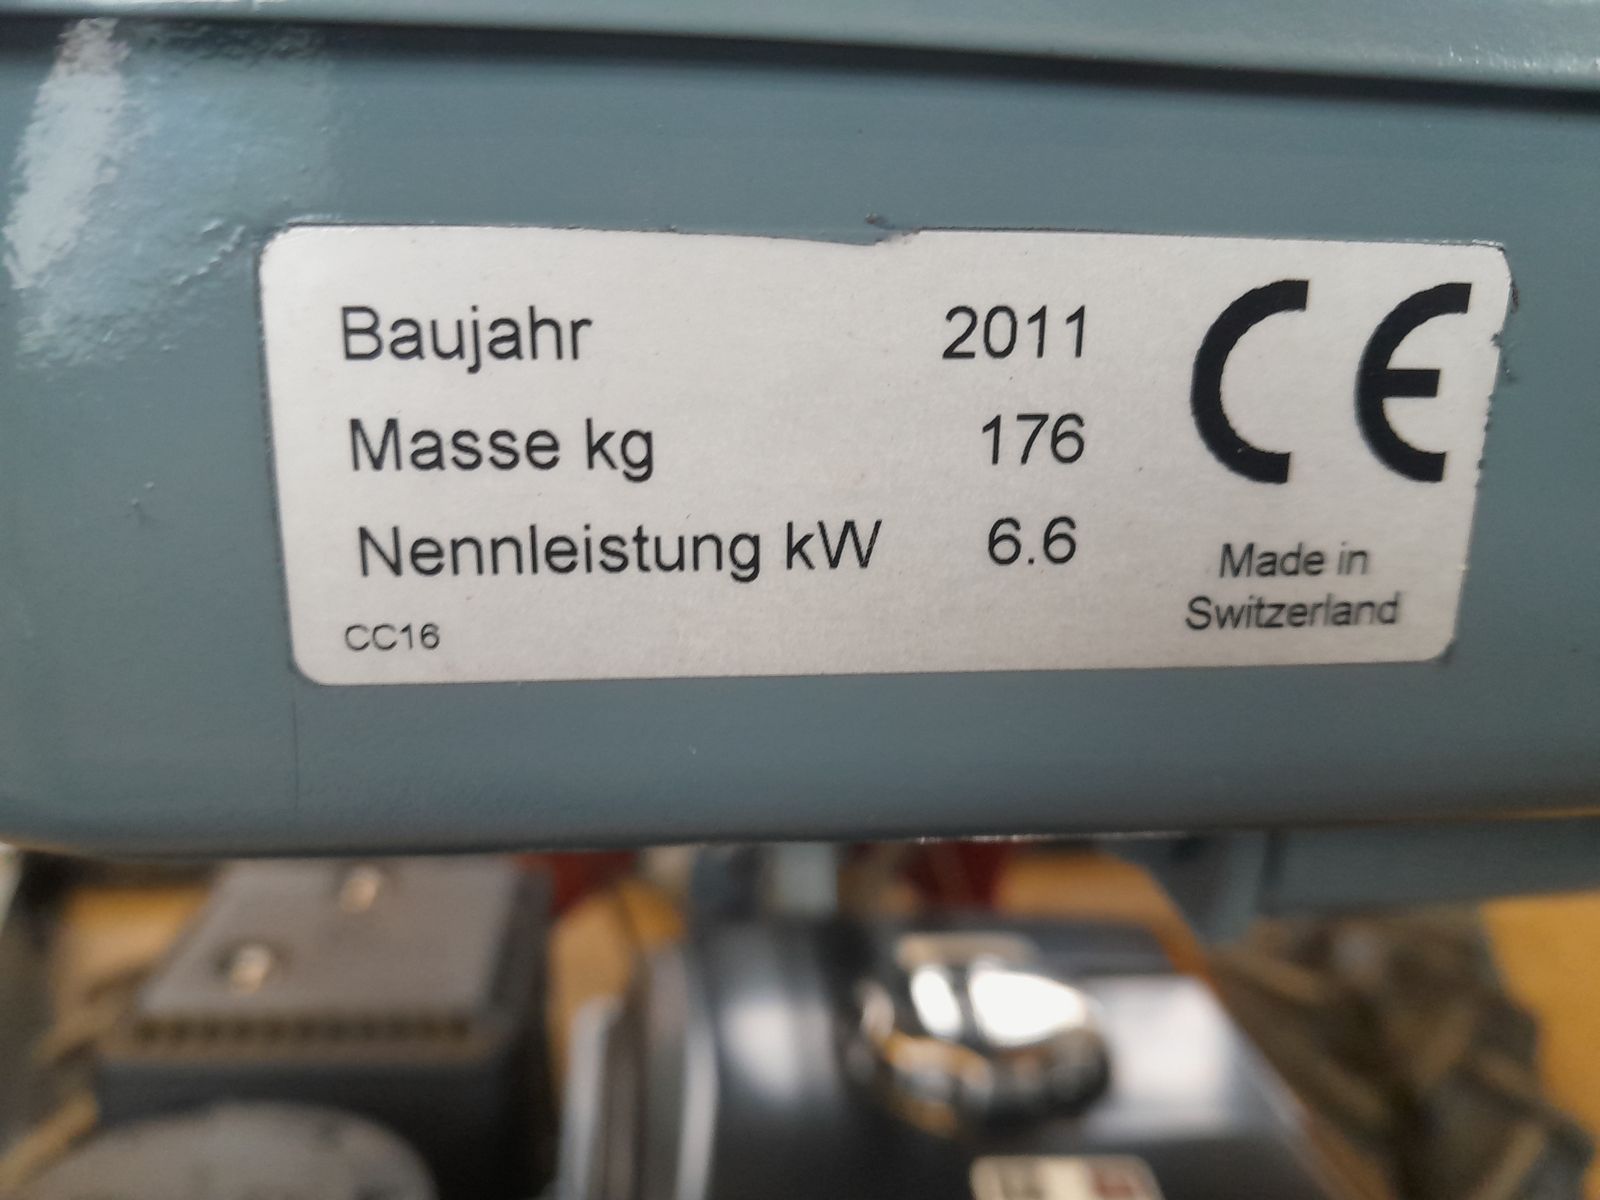 Baujahr 2011
Masse kg 176
Nennleistung kW 6.6
CC16
CE
Made in
Switzerland